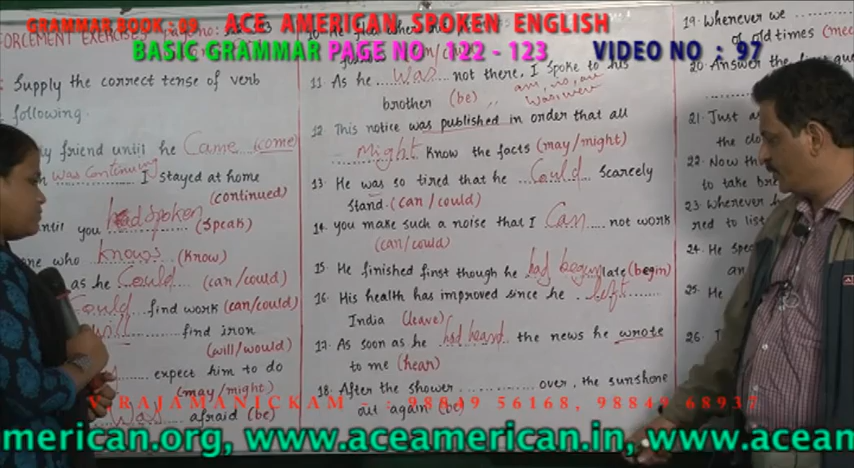 GRAMMAR BOOK : 09 ACE AMERICAN SPOKEN ENGLISH
BASIC GRAMMAR PAGE NO 122 - 123 VIDEO NO : 97
Supply the correct tense of verb
following.
friend until he came (come)
was continuing I stayed at home
(continued)
until you had spoken (speak)
one who knows (know)
as he Could (can/could)
Could find work (can/could)
will find iron
(will/would)
expect him to do
(may/might)
was afraid (be)
11. As he was not there, I spoke to his
brother (be)
12. This notice was published in order that all
Might know the facts (may/might)
13. He was so tired that he Could scarcely
stand. (can/could)
14. you make such a noise that I Can not work
(can/could)
15. He finished first though he had begun late (begin)
16. His health has improved since he left
India (leave)
17. As soon as he had heard the news he wrote
to me (hear)
18. After the shower .............. over, the sunshone
out again (be)
19. Whenever we
of old times
20. Answer the
21. Just
the
22. Now
to take
23. Whenever
24. He
25. He
26.
V. RAJAMANICKAM - : 98849 56168, 98849 68937
merican.org, www.aceamerican.in, www.aceam